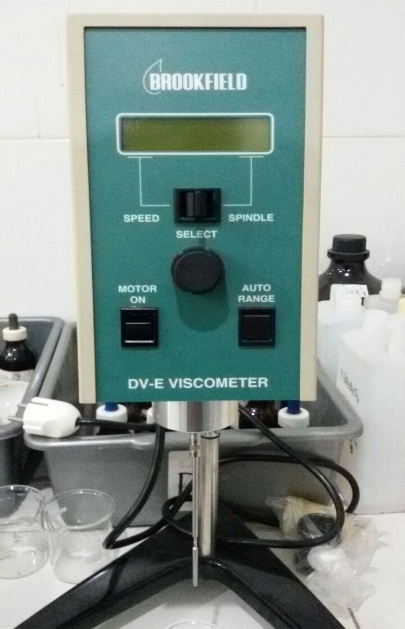 BROOKFIELD
SPEED
SPINDLE
SELECT
MOTOR
ON
AUTO
RANGE
DV-E VISCOMETER